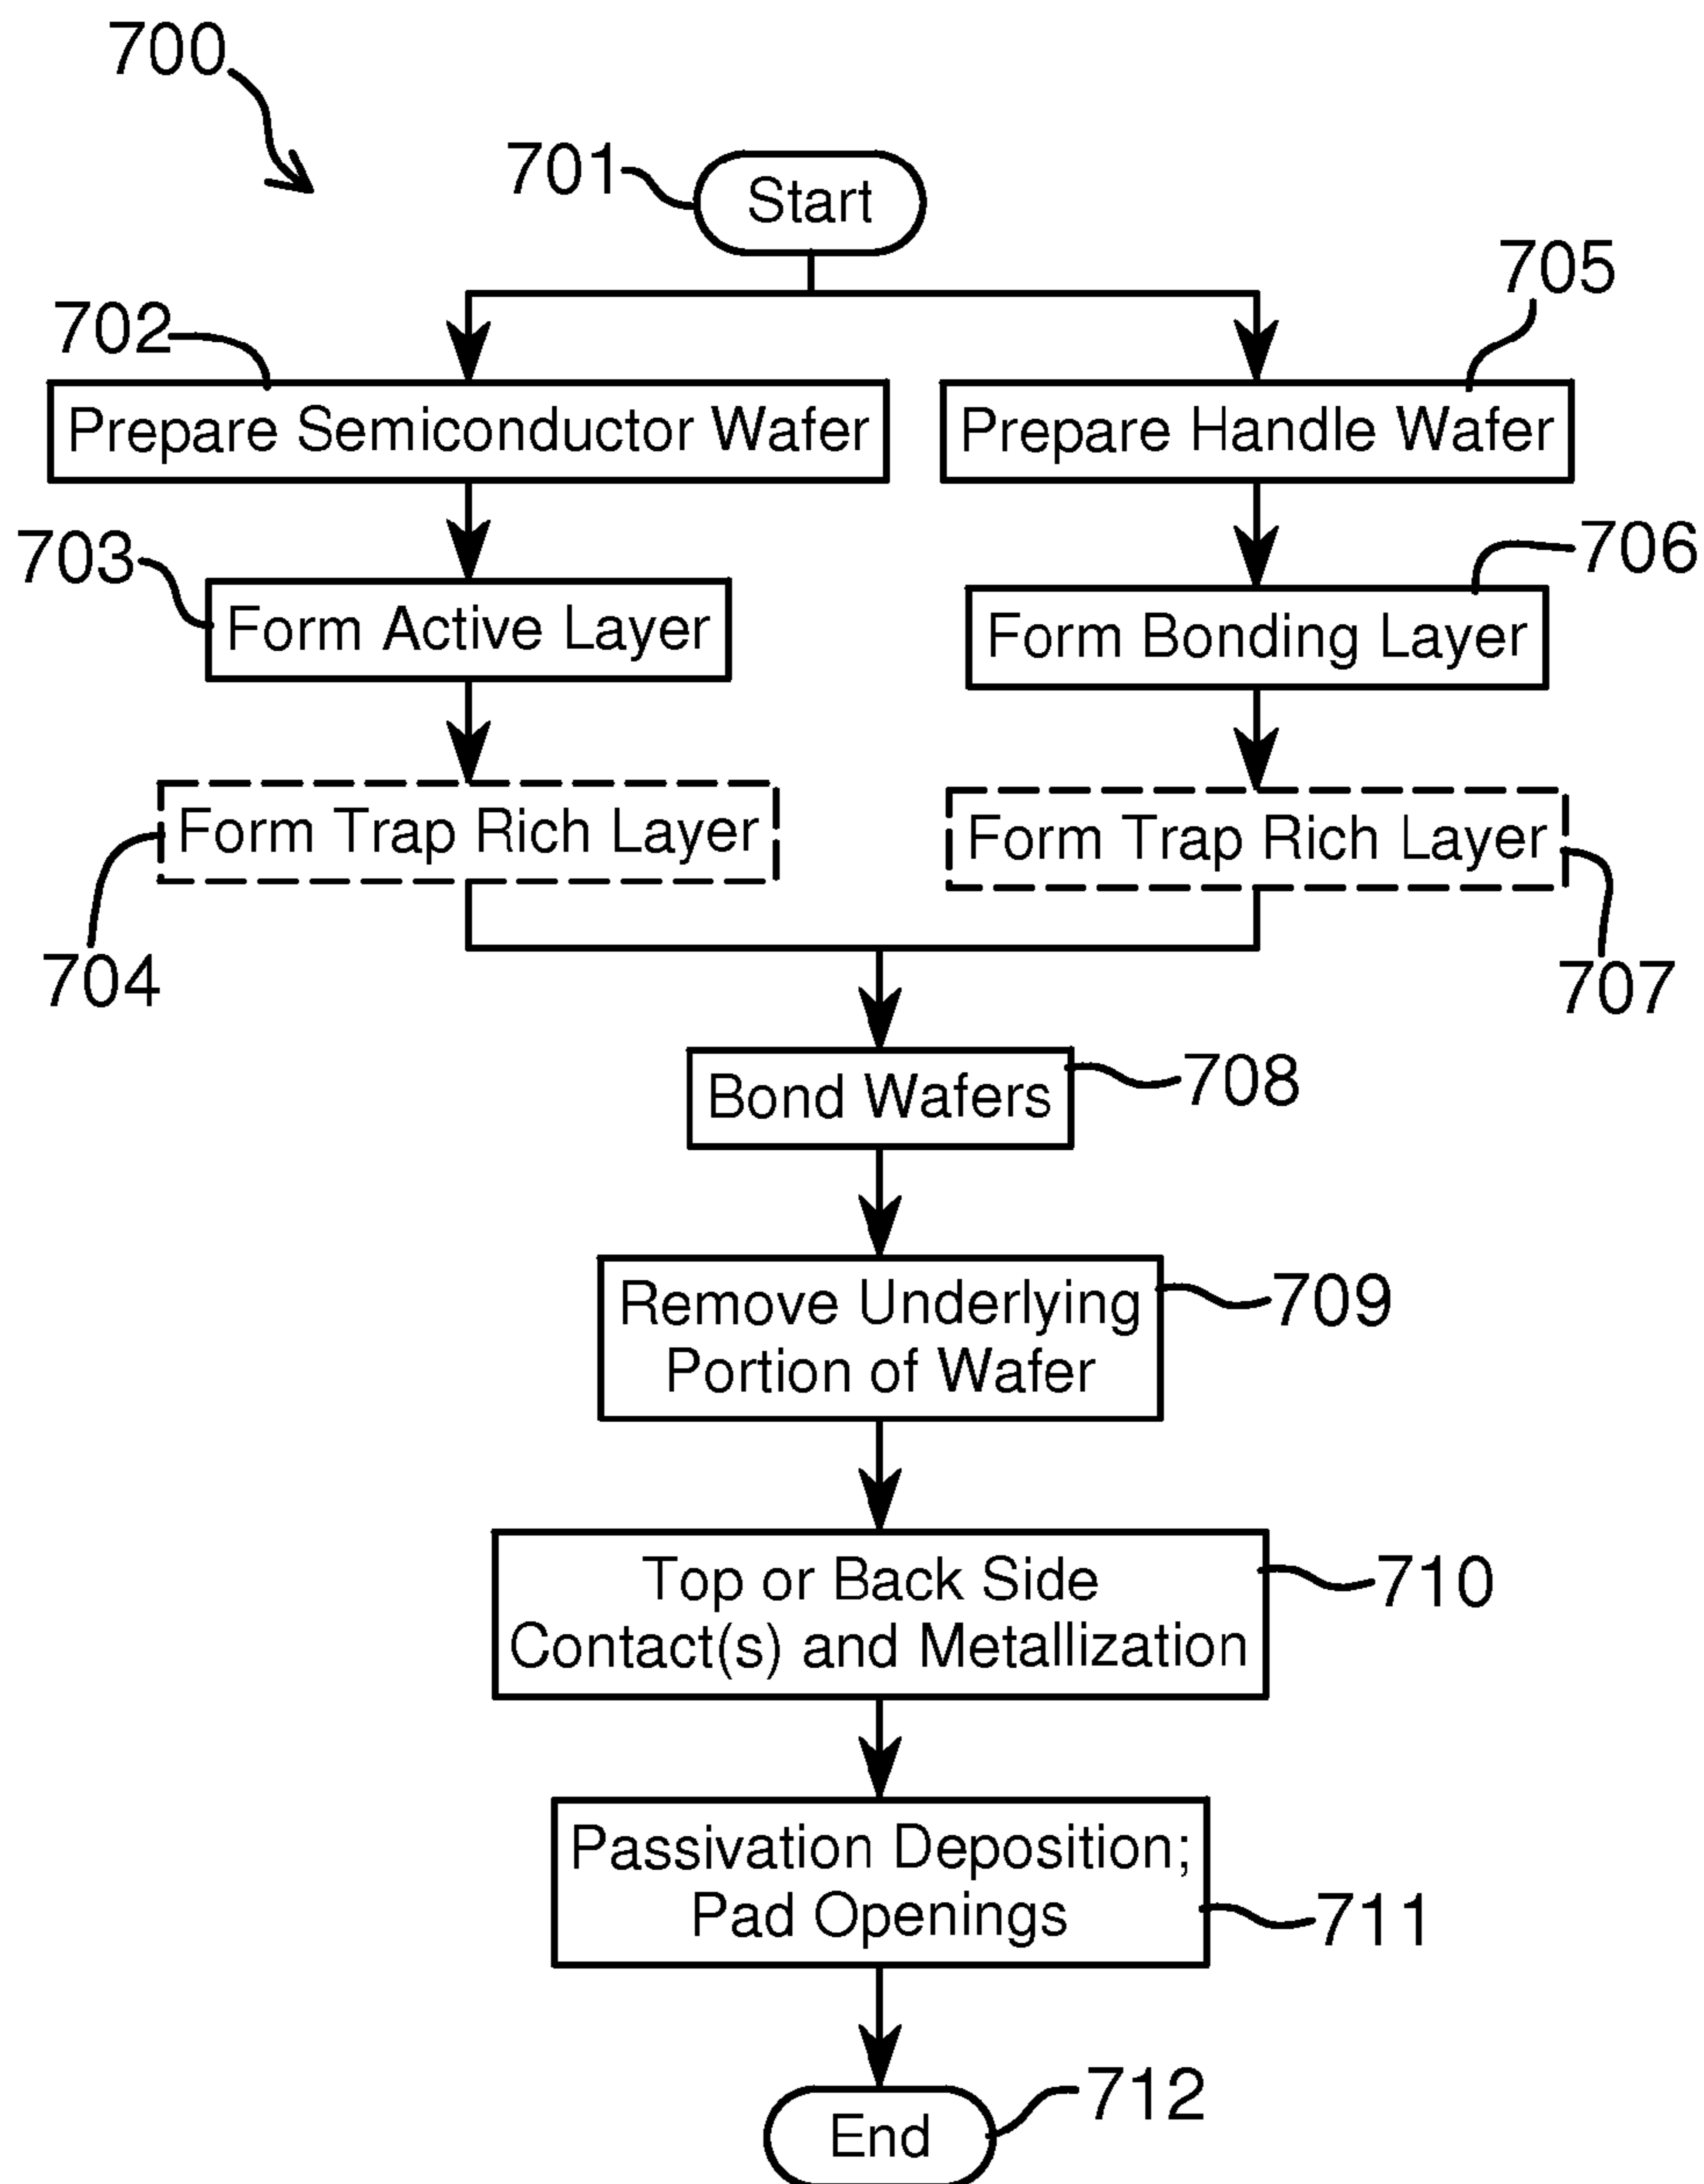 700
701
Start
702
705
Prepare Semiconductor Wafer
Prepare Handle Wafer
703
706
Form Active Layer
Form Bonding Layer
Form Trap Rich Layer
Form Trap Rich Layer
704
707
Bond Wafers
708
Remove Underlying
Portion of Wafer
709
Top or Back Side
Contact(s) and Metallization
710
Passivation Deposition;
Pad Openings
711
End
712